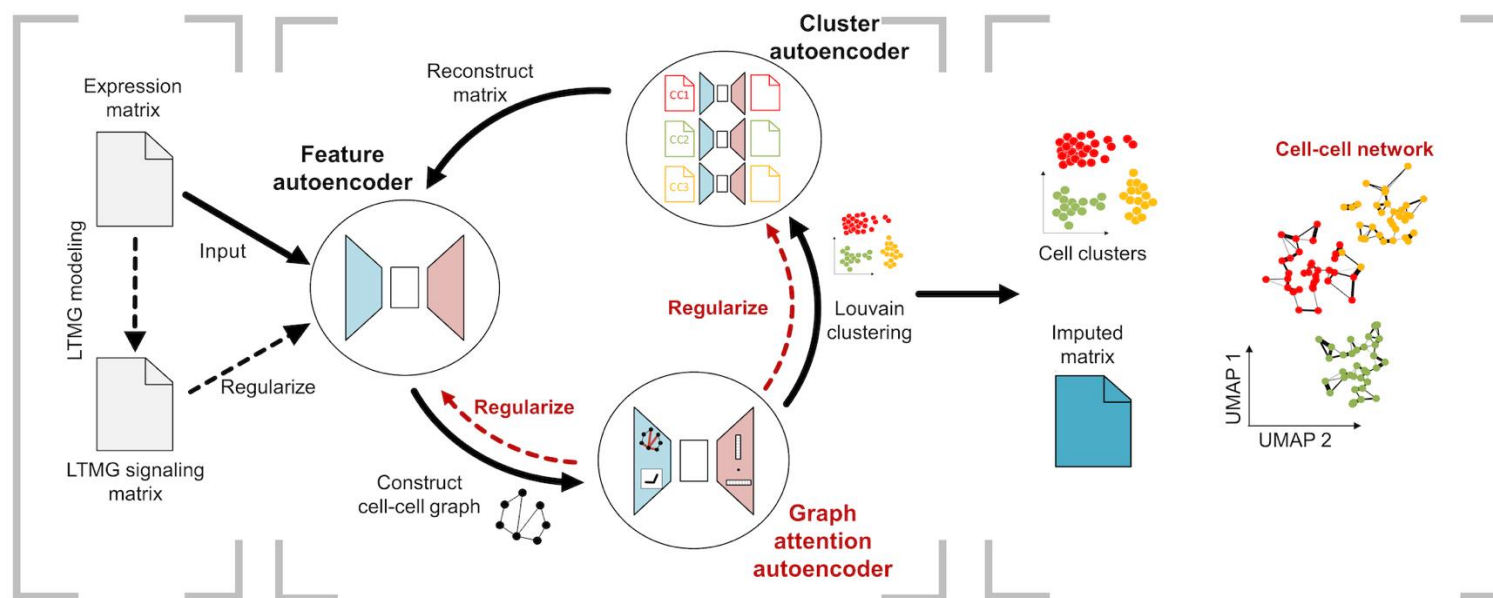 Expression
matrix
LTMG modeling
Input
Regularize
LTMG signaling
matrix
Feature
autoencoder
Reconstruct
matrix
Cluster
autoencoder
CC1
CC2
CC3
Regularize
Louvain
clustering
Regularize
Construct
cell-cell graph
Graph
attention
autoencoder
Cell clusters
Imputed
matrix
Cell-cell network
UMAP 1
UMAP 2